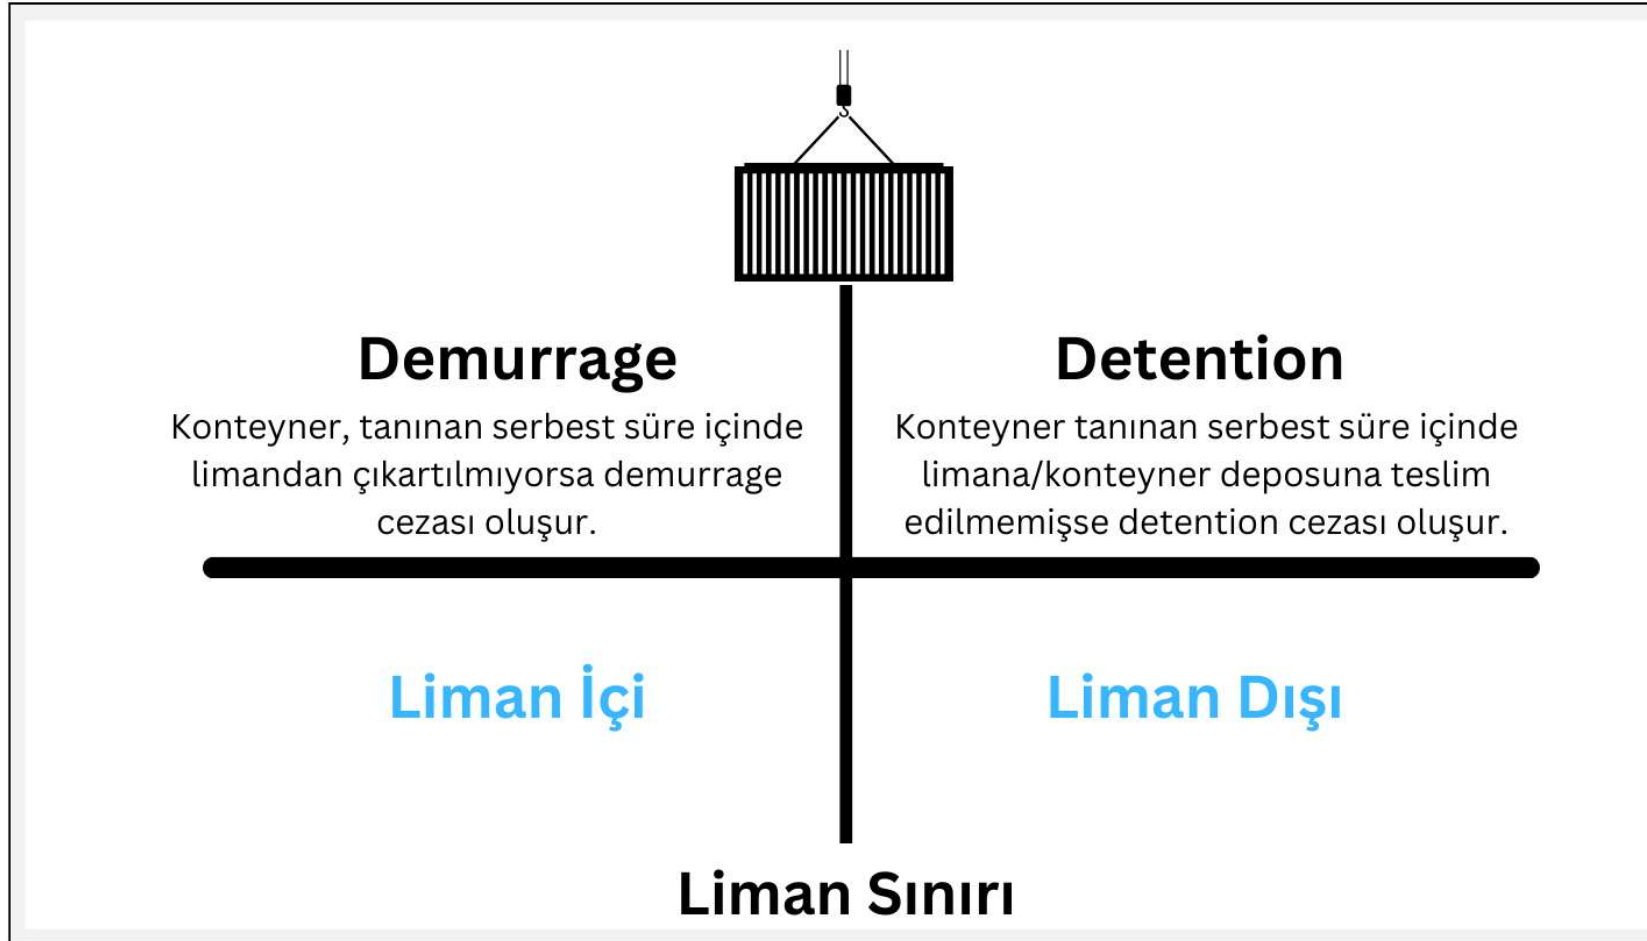 Demurrage
Konteyner, tanınan serbest süre içinde
limandan çıkartılmıyorsa demurrage
cezası oluşur.
Detention
Konteyner tanınan serbest süre içinde
limana/konteyner deposuna teslim
edilmemişse detention cezası oluşur.
Liman İçi
Liman Dışı
Liman Sınırı